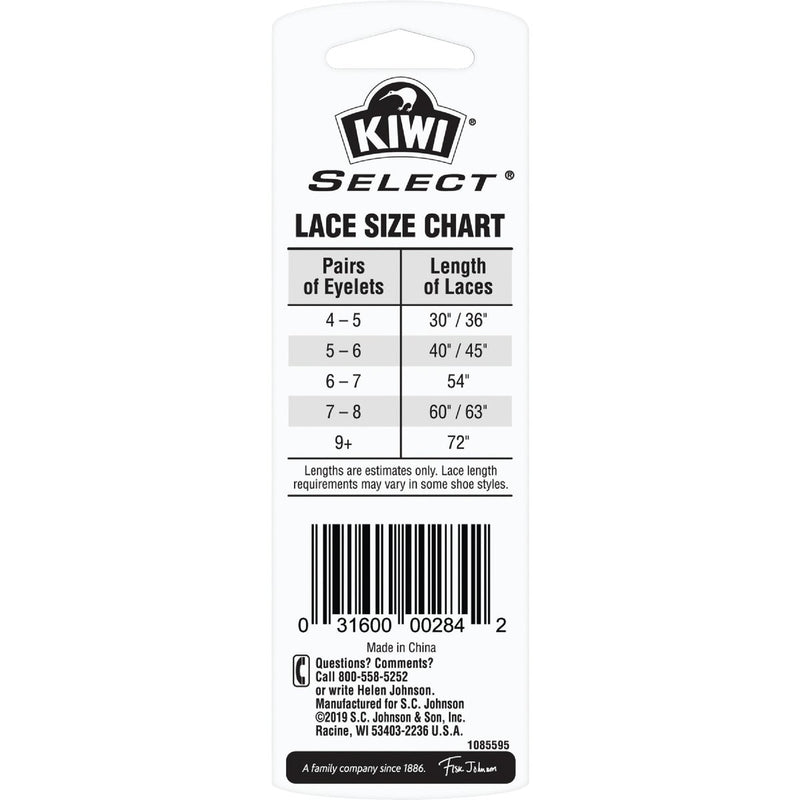 KIWI®
SELECT®
LACE SIZE CHART
Pairs of Eyelets Length of Laces
4 – 5 30" / 36"
5 – 6 40" / 45"
6 – 7 54"
7 – 8 60" / 63"
9+ 72"
Lengths are estimates only. Lace length
requirements may vary in some shoe styles.
0 31600 00284 2
Made in China
Questions? Comments?
Call 800-558-5252
or write Helen Johnson.
Manufactured for S.C. Johnson
©2019 S.C. Johnson & Son, Inc.
Racine, WI 53403-2236 U.S.A.
1085595
A family company since 1886. Fisk Johnson